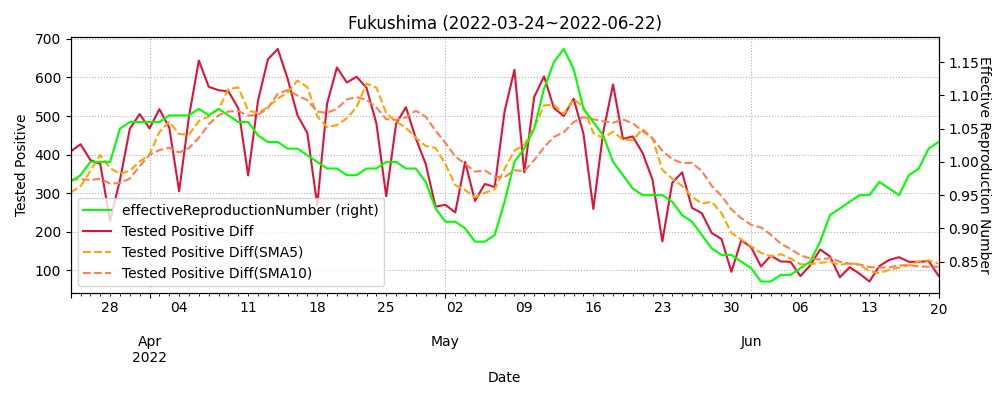 Fukushima (2022-03-24~2022-06-22)
Tested Positive
700
600
500
400
300
200
100
effectiveReproductionNumber (right)
Tested Positive Diff
Tested Positive Diff(SMA5)
Tested Positive Diff(SMA10)
1.15
1.10
1.05
1.00
0.95
0.90
0.85
Effective Reproduction Number
28 04 11 18 25 02 09 16 23 30 06 13 20
Apr May Jun
2022
Date